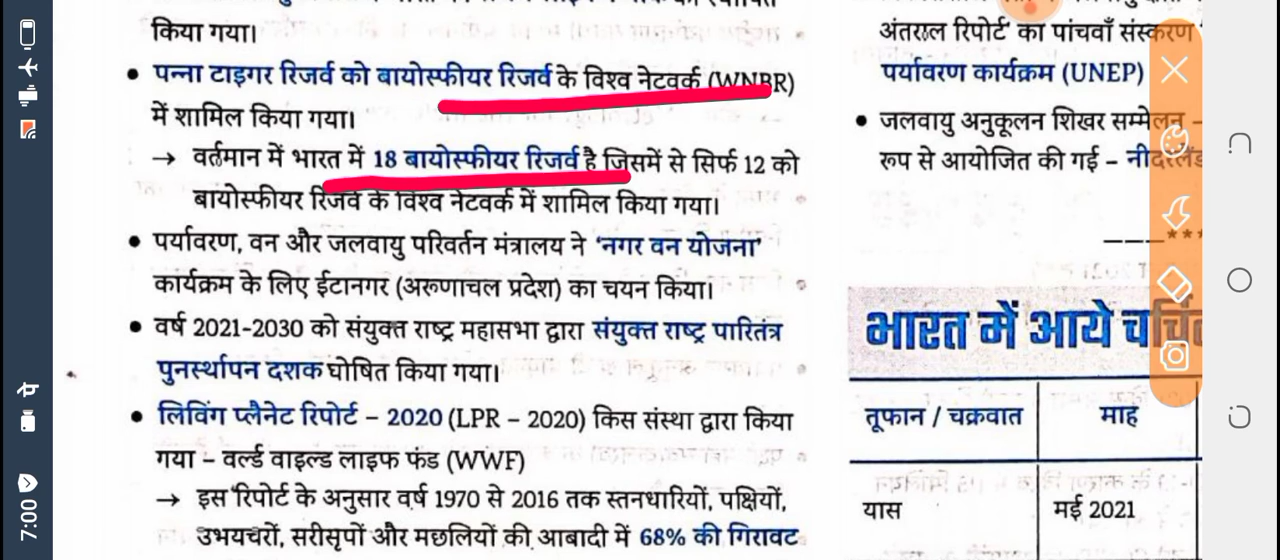 किया गया।
• पन्ना टाइगर रिजर्व को बायोस्फीयर रिजर्व के विश्व नेटवर्क (WNBR)
में शामिल किया गया।
→ वर्तमान में भारत में 18 बायोस्फीयर रिजर्व है जिसमें से सिर्फ 12 को
बायोस्फीयर रिजर्व के विश्व नेटवर्क में शामिल किया गया।
• पर्यावरण, वन और जलवायु परिवर्तन मंत्रालय ने ‘नगर वन योजना’
कार्यक्रम के लिए ईटानगर (अरुणाचल प्रदेश) का चयन किया।
• वर्ष 2021-2030 को संयुक्त राष्ट्र महासभा द्वारा संयुक्त राष्ट्र पारितंत्र
पुनर्स्थापन दशक घोषित किया गया।
• लिविंग प्लैनेट रिपोर्ट – 2020 (LPR – 2020) किस संस्था द्वारा किया
गया – वर्ल्ड वाइल्ड लाइफ फंड (WWF)
→ इस रिपोर्ट के अनुसार वर्ष 1970 से 2016 तक स्तनधारियों, पक्षियों,
उभयचरों, सरीसृपों और मछलियों की आबादी में 68% की गिरावट
अंतराल रिपोर्ट’ का पांचवाँ संस्करण
पर्यावरण कार्यक्रम (UNEP)
• जलवायु अनुकूलन शिखर सम्मेलन –
रूप से आयोजित की गई – नीदरलैंड
———***
भारत में आये
तूफान / चक्रवात माह
यास मई 2021
7:00